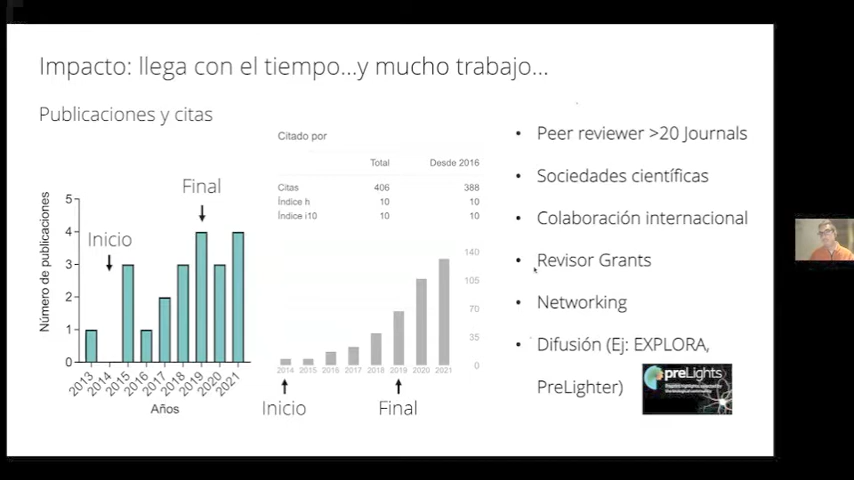 Impacto: llega con el tiempo...y mucho trabajo...
Publicaciones y citas
Número de publicaciones
5
4
3
2
1
0
Inicio
Final
2013
2014
2015
2016
2017
2018
2019
2020
2021
Años
Citado por
Total Desde 2016
Citas 406 388
Índice h 10 10
Índice i10 10 10
140
105
70
35
0
2014 2015 2016 2017 2018 2019 2020 2021
Inicio
Final
• Peer reviewer >20 Journals
• Sociedades científicas
• Colaboración internacional
• Revisor Grants
• Networking
• Difusión (Ej: EXPLORA,
PreLighter)
preLights